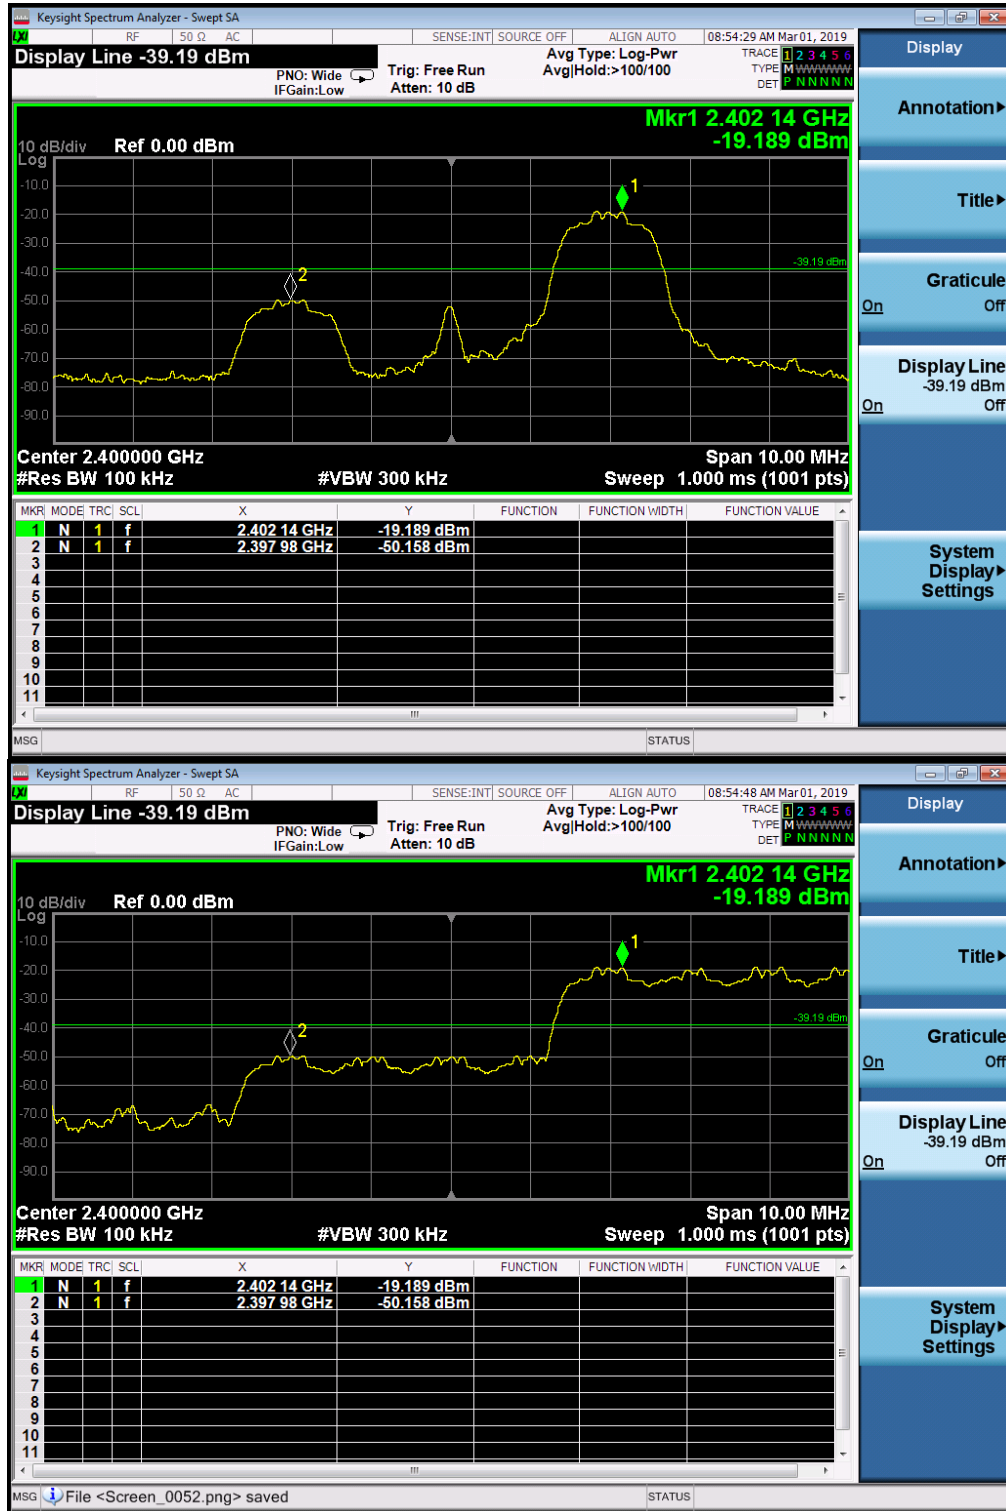 Keysight Spectrum Analyzer - Swept SA
LXI RF 50 Ω AC SENSE:INT SOURCE OFF ALIGN AUTO 08:54:29 AM Mar 01, 2019
Display Line -39.19 dBm
PNO: Wide
IFGain:Low
Trig: Free Run
Atten: 10 dB
Avg Type: Log-Pwr
Avg|Hold:>100/100
TRACE 1 2 3 4 5 6
TYPE M WWWWW
DET P N N N N N
Mkr1 2.402 14 GHz
-19.189 dBm
10 dB/div Ref 0.00 dBm
Log
-10.0
1
-20.0
-30.0
-39.19 dBm
-40.0
2
-50.0
-60.0
-70.0
-80.0
-90.0
Center 2.400000 GHz Span 10.00 MHz
#Res BW 100 kHz #VBW 300 kHz Sweep 1.000 ms (1001 pts)
MKR MODE TRC SCL X Y FUNCTION FUNCTION WIDTH FUNCTION VALUE
1 N 1 f 2.402 14 GHz -19.189 dBm
2 N 1 f 2.397 98 GHz -50.158 dBm
3
4
5
6
7
8
9
10
11
MSG STATUS
Display
Annotation
Title
Graticule
On Off
Display Line
-39.19 dBm
On Off
System
Display
Settings
Keysight Spectrum Analyzer - Swept SA
LXI RF 50 Ω AC SENSE:INT SOURCE OFF ALIGN AUTO 08:54:48 AM Mar 01, 2019
Display Line -39.19 dBm
PNO: Wide
IFGain:Low
Trig: Free Run
Atten: 10 dB
Avg Type: Log-Pwr
Avg|Hold:>100/100
TRACE 1 2 3 4 5 6
TYPE M WWWWW
DET P N N N N N
Mkr1 2.402 14 GHz
-19.189 dBm
10 dB/div Ref 0.00 dBm
Log
-10.0
1
-20.0
-30.0
-39.19 dBm
-40.0
2
-50.0
-60.0
-70.0
-80.0
-90.0
Center 2.400000 GHz Span 10.00 MHz
#Res BW 100 kHz #VBW 300 kHz Sweep 1.000 ms (1001 pts)
MKR MODE TRC SCL X Y FUNCTION FUNCTION WIDTH FUNCTION VALUE
1 N 1 f 2.402 14 GHz -19.189 dBm
2 N 1 f 2.397 98 GHz -50.158 dBm
3
4
5
6
7
8
9
10
11
MSG File <Screen_0052.png> saved STATUS
Display
Annotation
Title
Graticule
On Off
Display Line
-39.19 dBm
On Off
System
Display
Settings